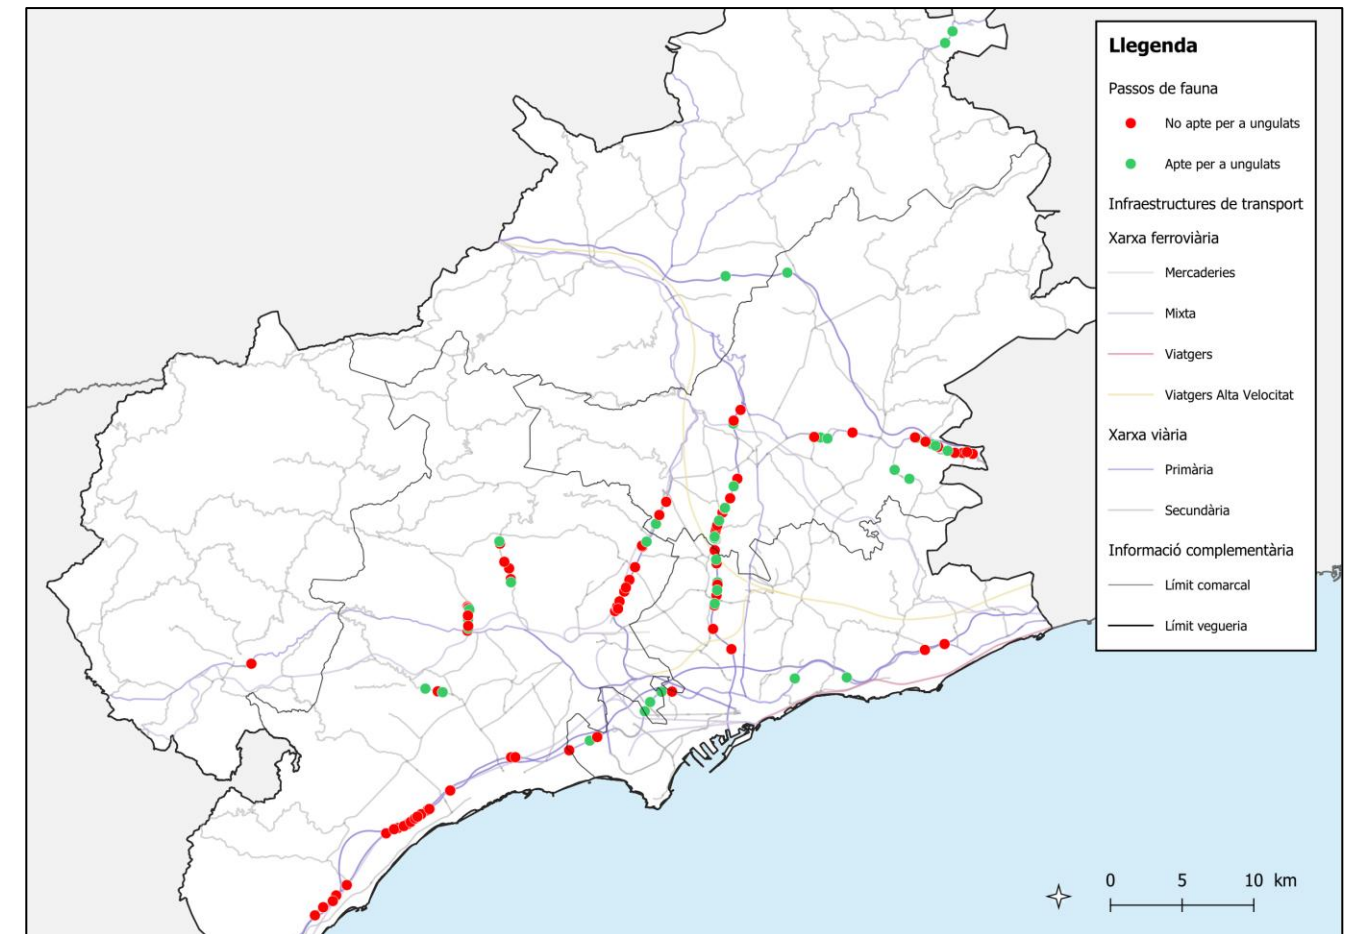 Llegenda
Passos de fauna
No apte per a ungulats
Apte per a ungulats
Infraestructures de transport
Xarxa ferroviària
Mercaderies
Mixta
Viatgers
Viatgers Alta Velocitat
Xarxa viària
Primària
Secundària
Informació complementària
Límit comarcal
Límit vegueria
0 5 10 km